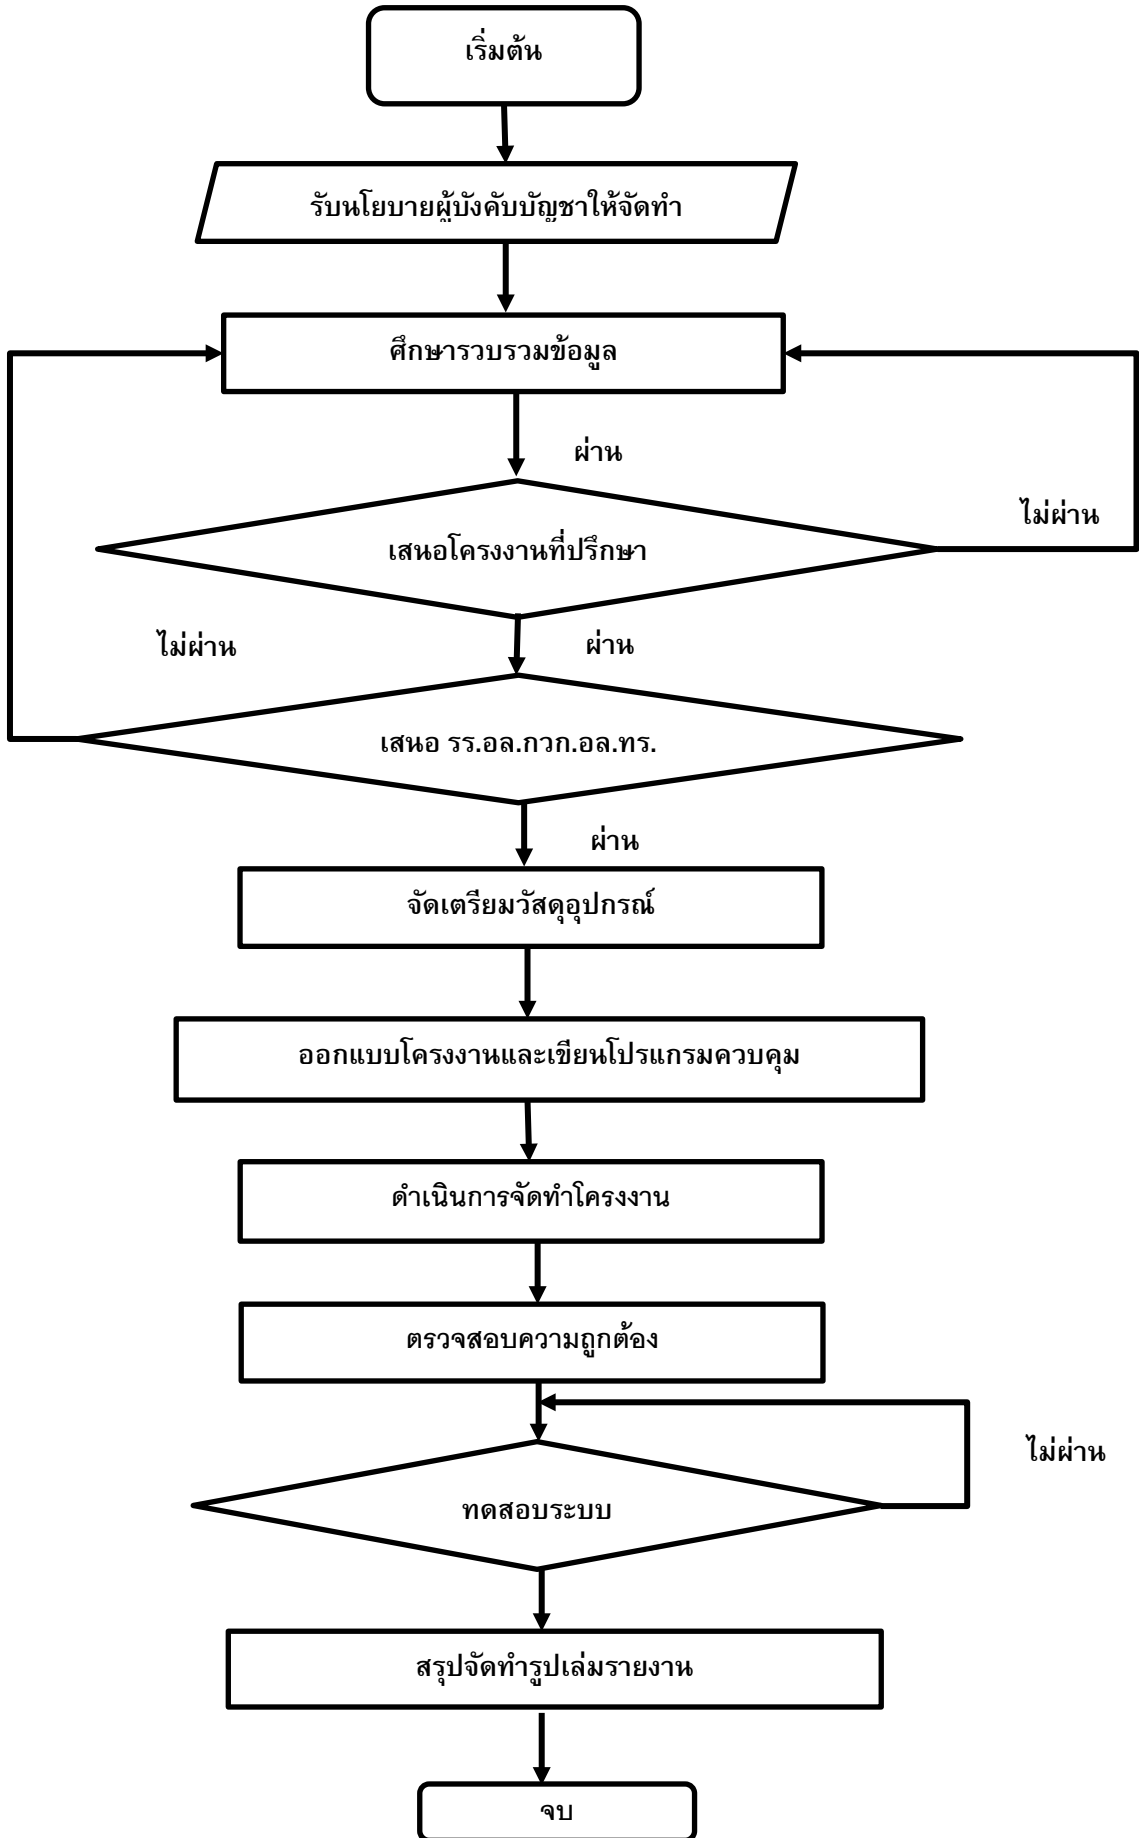 เริ่มต้น
รับนโยบายผู้บังคับบัญชาให้จัดทำ
ศึกษารวบรวมข้อมูล
ผ่าน
ไม่ผ่าน
เสนอโครงงานที่ปรึกษา
ไม่ผ่าน
ผ่าน
เสนอ รร.อล.กวก.อล.ทร.
ผ่าน
จัดเตรียมวัสดุอุปกรณ์
ออกแบบโครงงานและเขียนโปรแกรมควบคุม
ดำเนินการจัดทำโครงงาน
ตรวจสอบความถูกต้อง
ไม่ผ่าน
ทดสอบระบบ
สรุปจัดทำรูปเล่มรายงาน
จบ